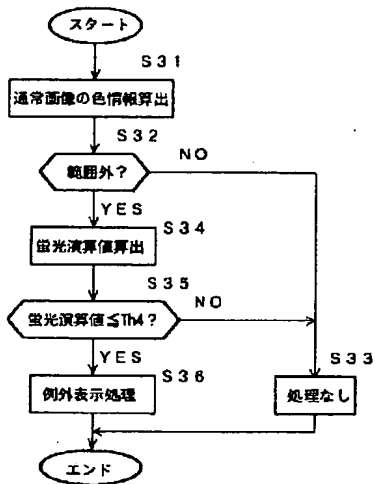 スタート
S31
通常画像の色情報算出
S32
範囲外?
NO
YES
S34
蛍光演算値算出
S35
蛍光演算値≦Th4?
NO
YES
S36
例外表示処理
S33
処理なし
エンド